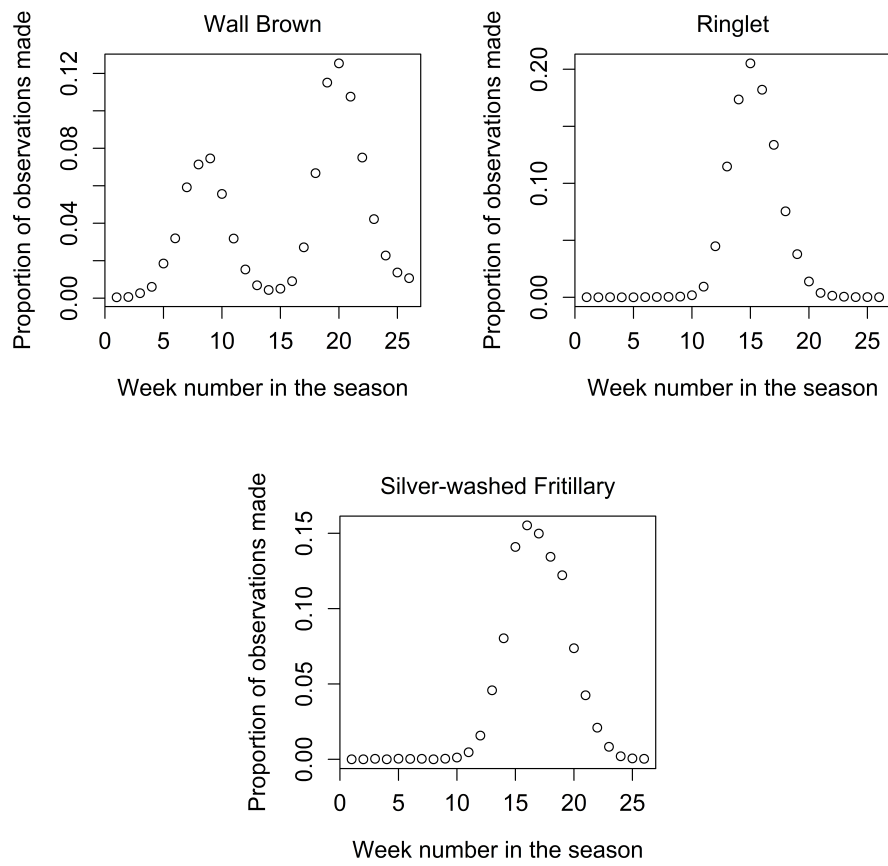 Wall Brown
Proportion of observations made
0.12
0.08
0.04
0.00
0 5 10 15 20 25
Week number in the season
Ringlet
Proportion of observations made
0.20
0.10
0.00
0 5 10 15 20 25
Week number in the season
Silver-washed Fritillary
Proportion of observations made
0.15
0.10
0.05
0.00
0 5 10 15 20 25
Week number in the season